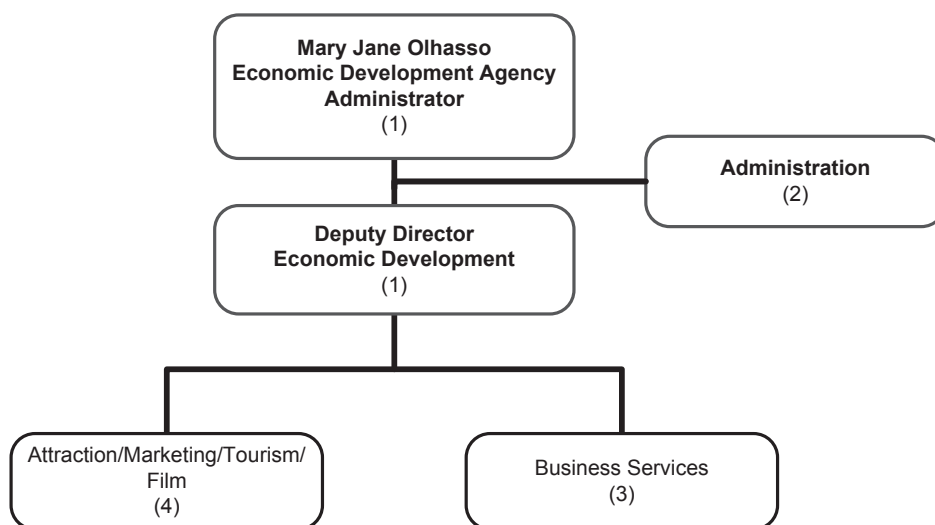 Mary Jane Olhasso
Economic Development Agency
Administrator
(1)
Administration
(2)
Deputy Director
Economic Development
(1)
Attraction/Marketing/Tourism/
Film
(4)
Business Services
(3)